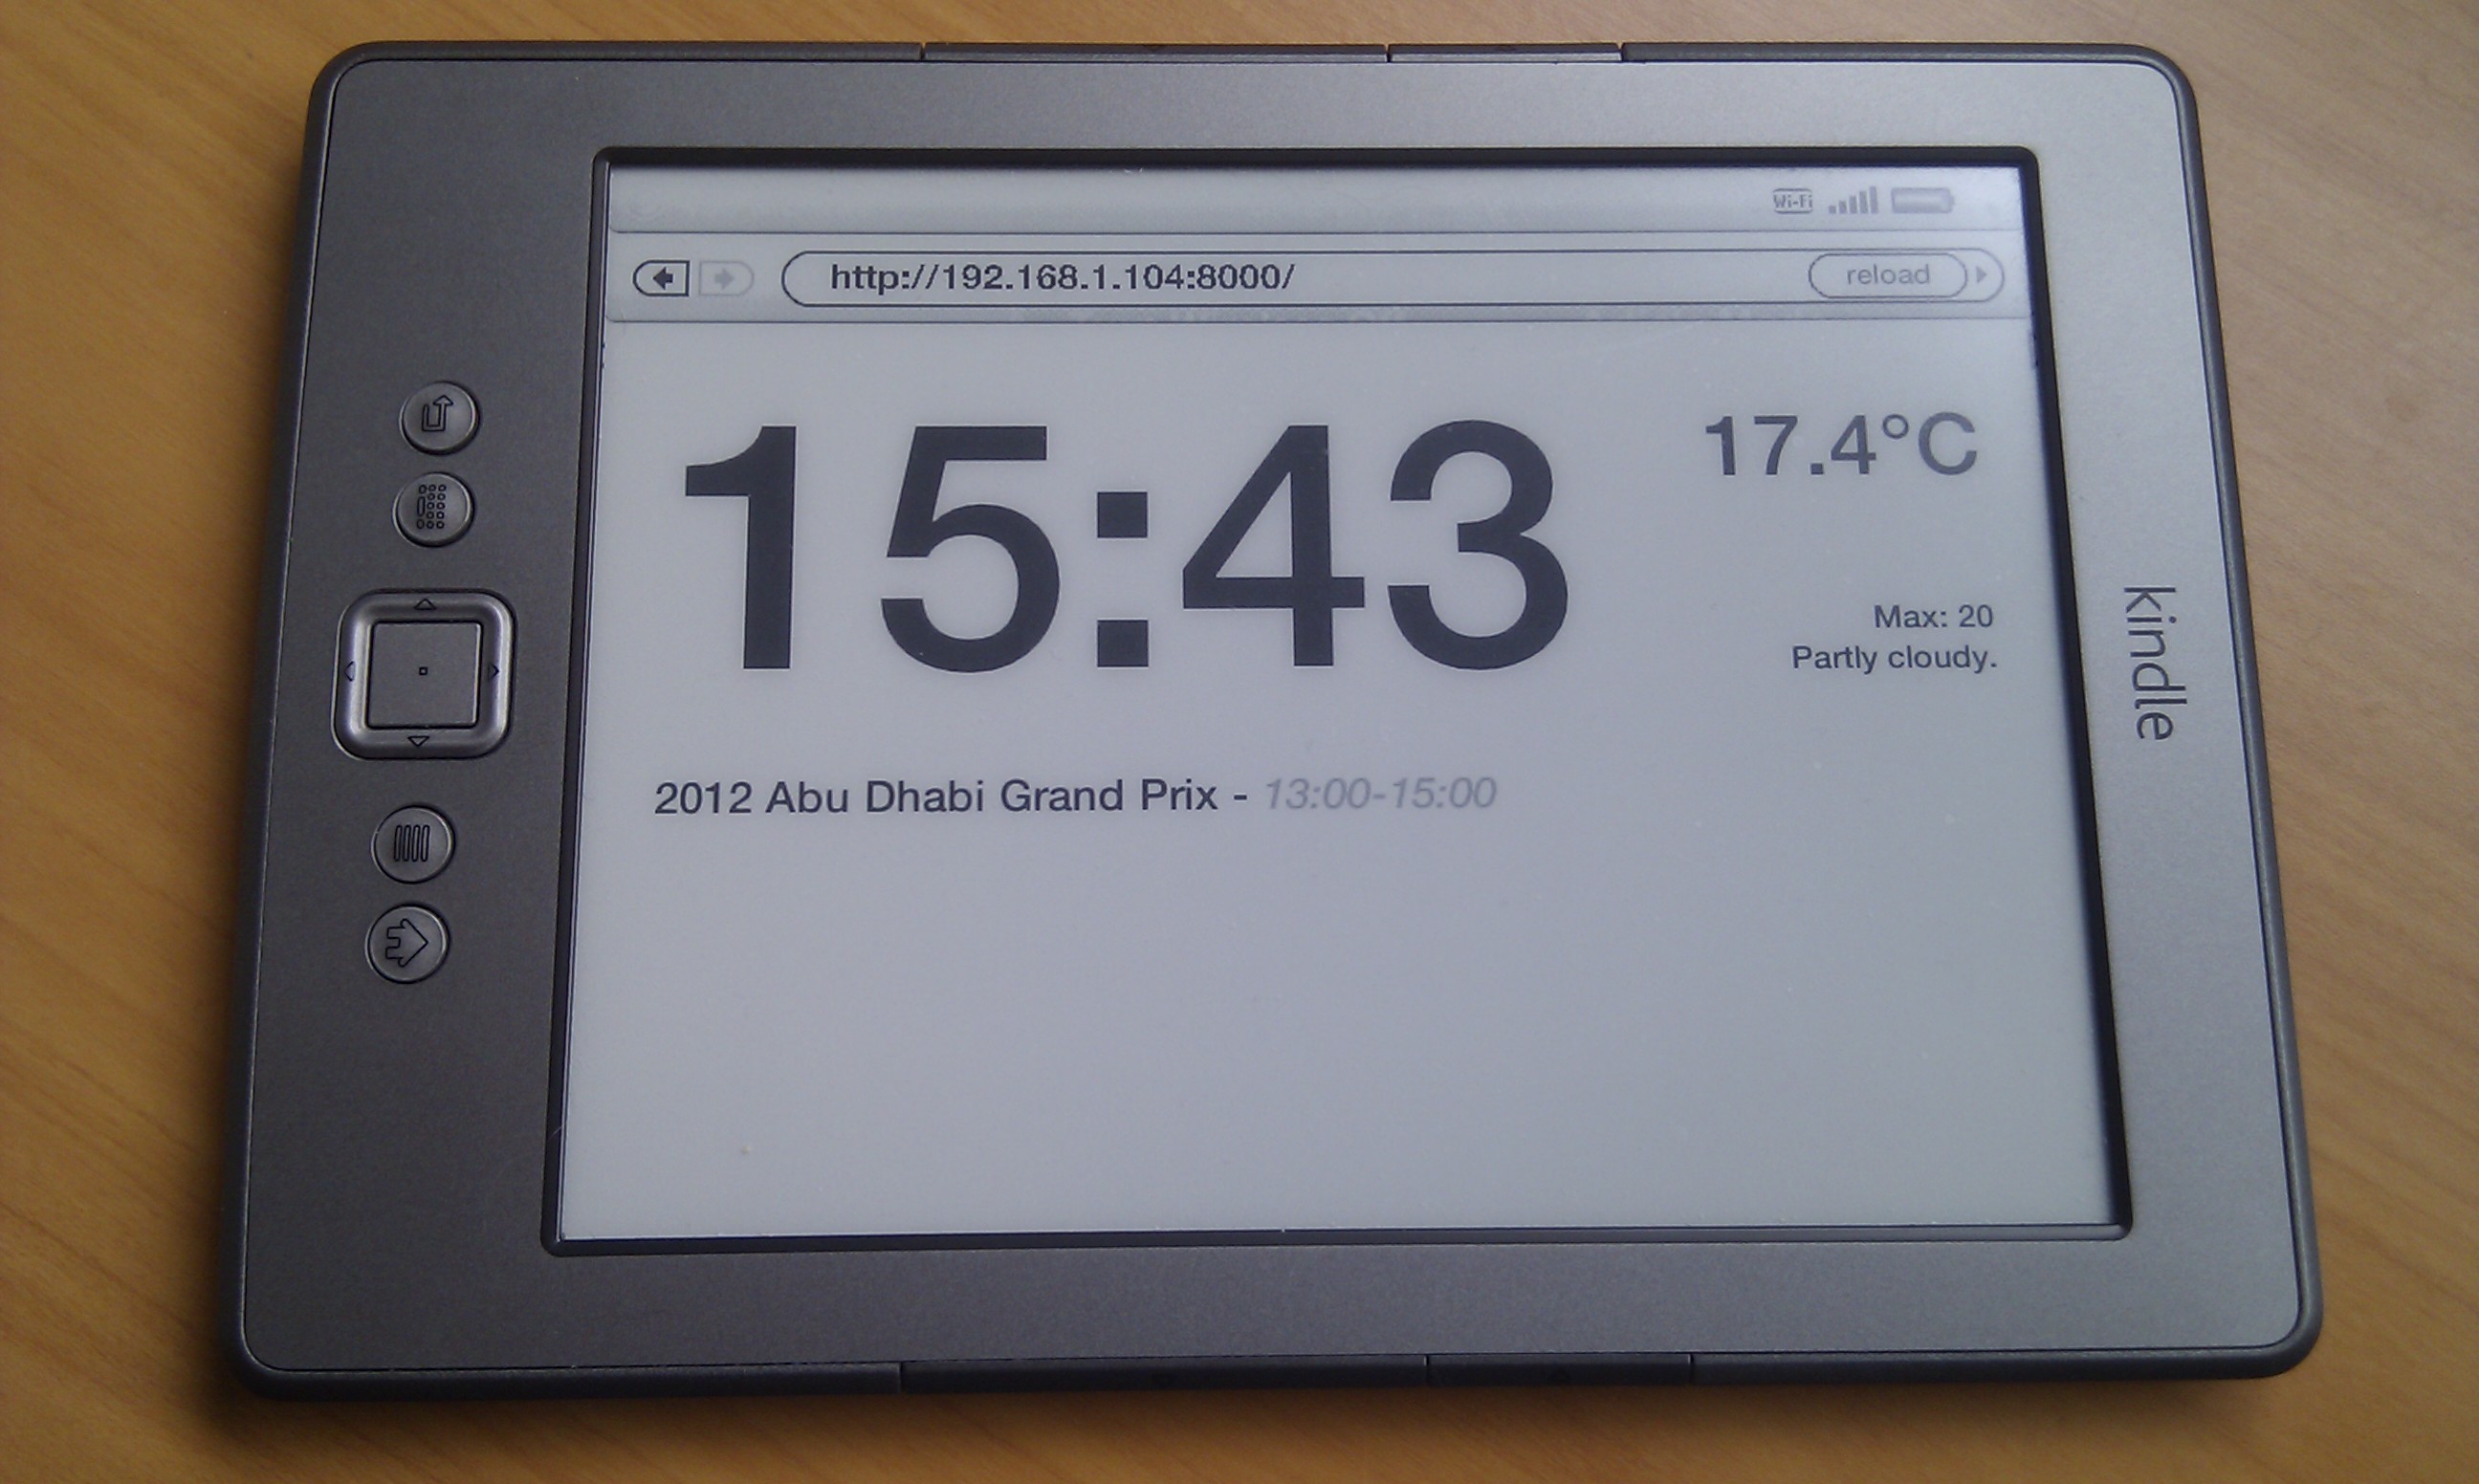 Wi-Fi
http://192.168.1.104:8000/
reload
15:43
17.4°C
Max: 20
Partly cloudy.
2012 Abu Dhabi Grand Prix - 13:00-15:00
kindle